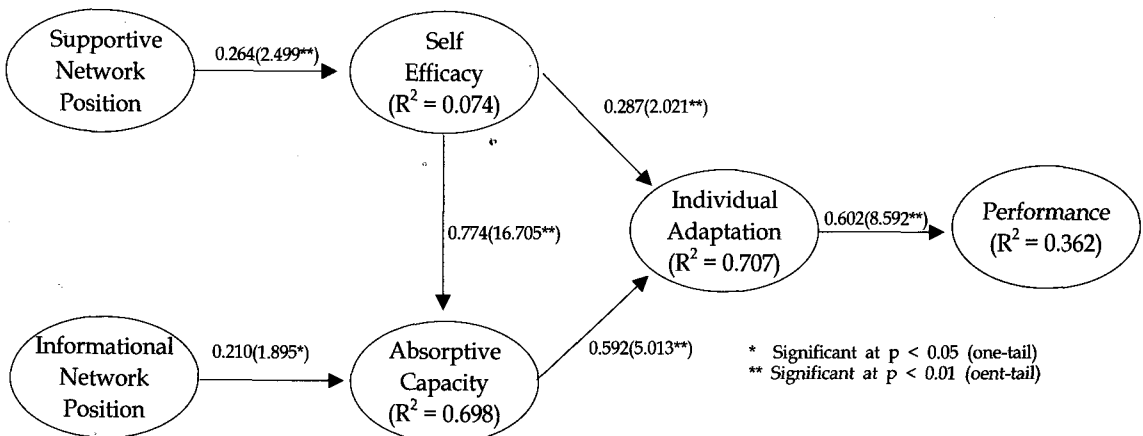 Supportive
Network
Position
0.264(2.499**)
Self
Efficacy
(R² = 0.074)
0.287(2.021**)
0.774(16.705**)
Individual
Adaptation
(R² = 0.707)
0.602(8.592**)
Performance
(R² = 0.362)
Informational
Network
Position
0.210(1.895*)
Absorptive
Capacity
(R² = 0.698)
0.592(5.013**)
* Significant at p < 0.05 (one-tail)
** Significant at p < 0.01 (oent-tail)